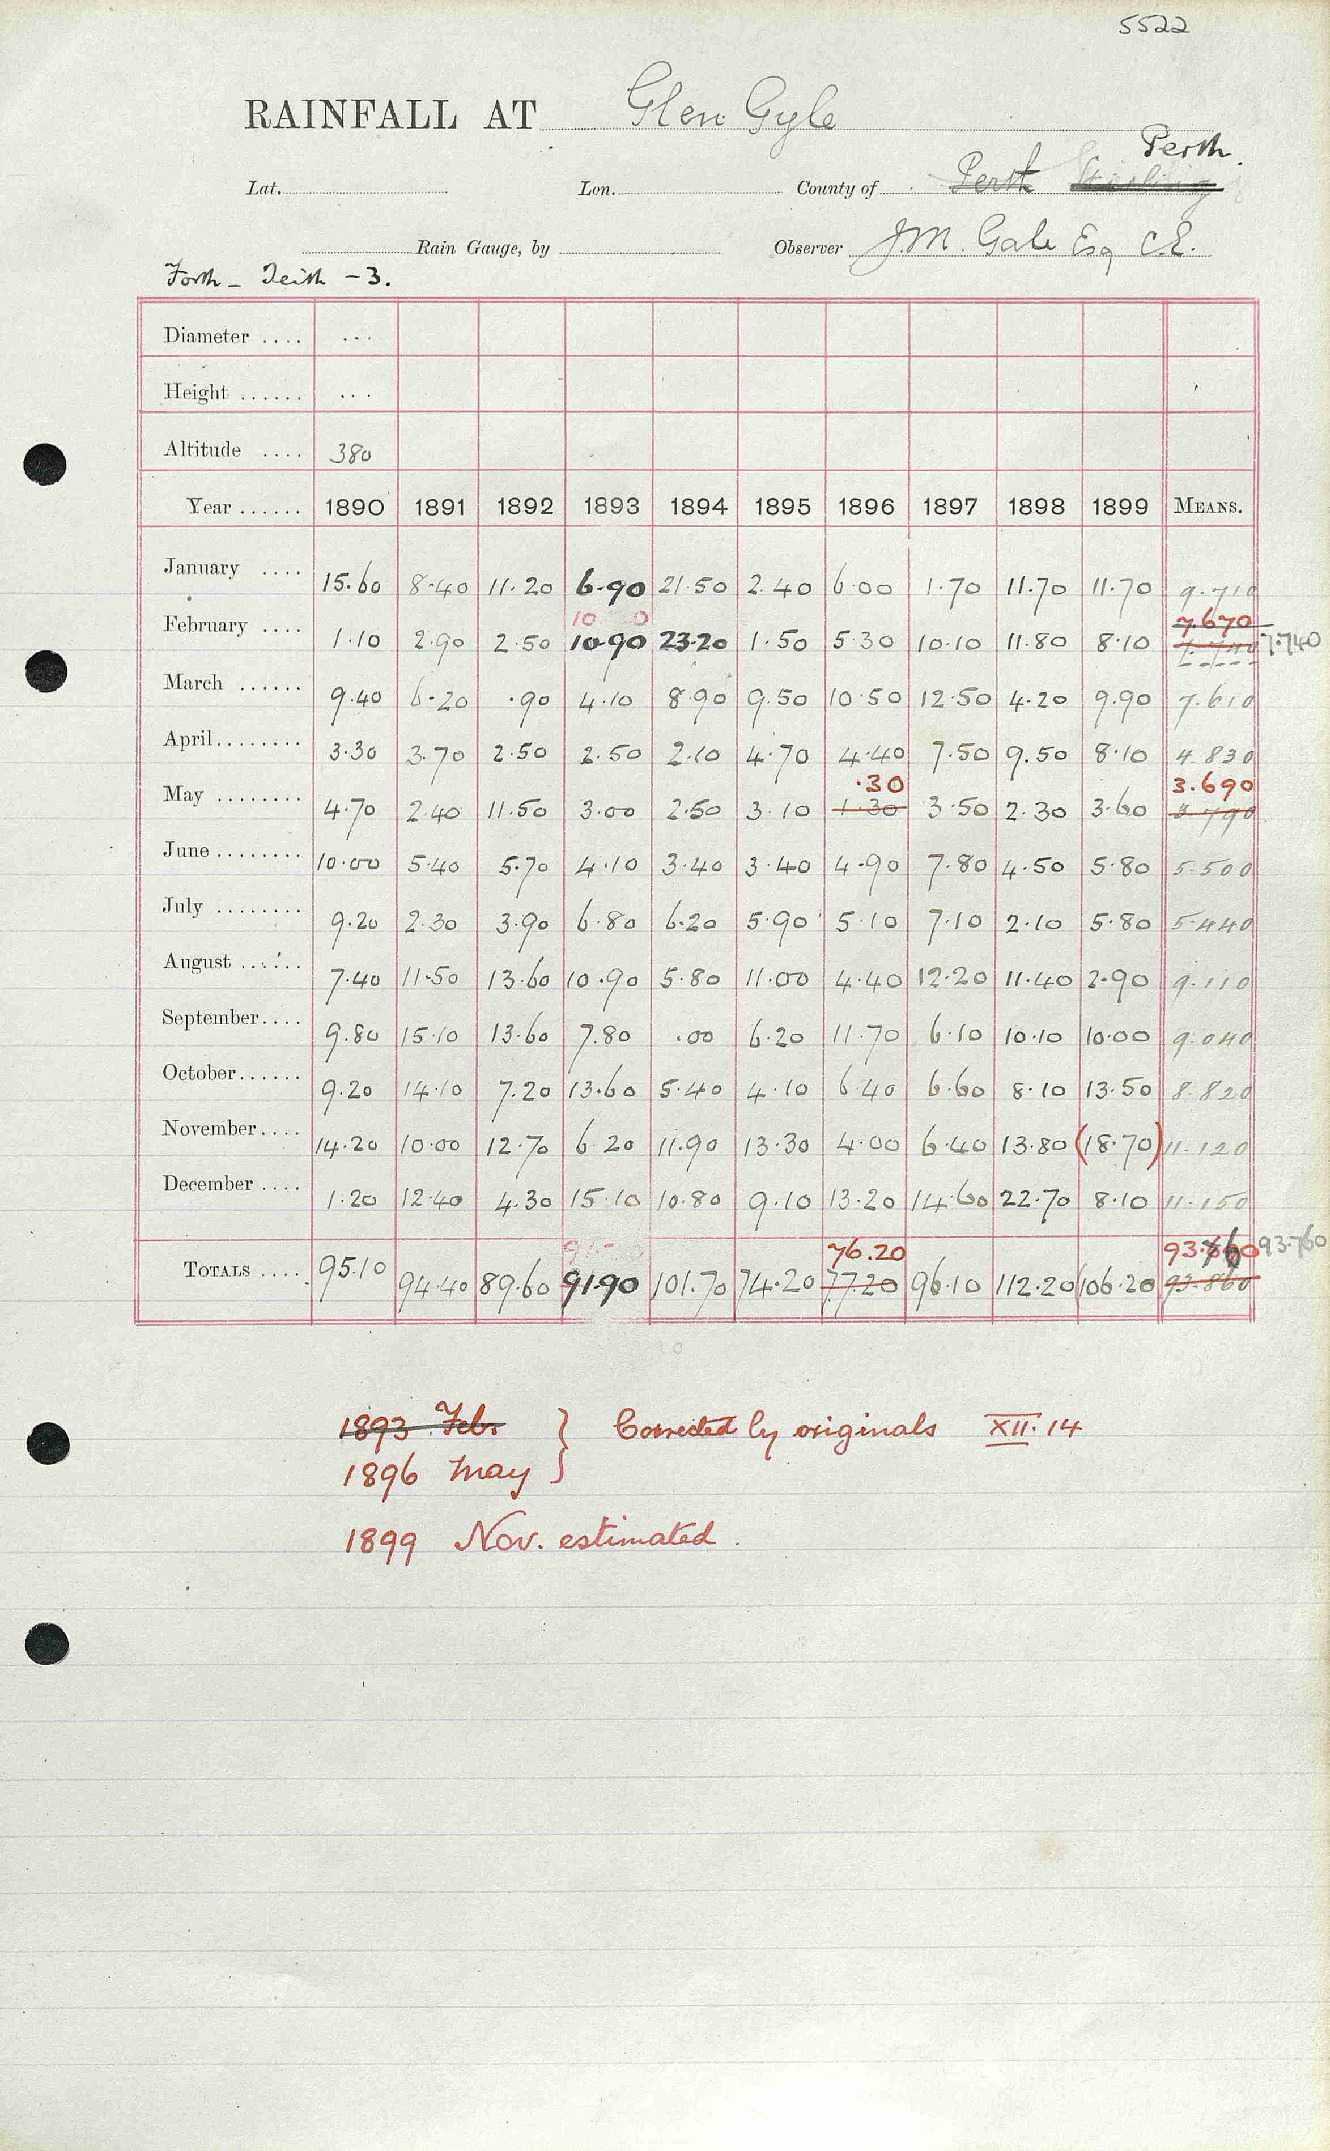 5522
RAINFALL AT Glen Gyle
Perth.
Lat. Lon. County of Perth Stirling
Rain Gauge, by Observer J.M. Gale Esq C.E.
Forth - Teith - 3.
Diameter .... ...
Height ...... ...
Altitude .... 380
Year ...... 1890 1891 1892 1893 1894 1895 1896 1897 1898 1899 MEANS.
January .... 15.60 8.40 11.20 6.90 21.50 2.40 6.00 1.70 11.70 11.70 9.710
10 0 7.670
February .... 1.10 2.90 2.50 10.90 23.20 1.50 5.30 10.10 11.80 8.10 7.740 7.740
March ...... 9.40 6.20 .90 4.10 8.90 9.50 10.50 12.50 4.20 9.90 7.610
April ........ 3.30 3.70 2.50 2.50 2.10 4.70 4.40 7.50 9.50 8.10 4.830
.30 3.690
May ........ 4.70 2.40 11.50 3.00 2.50 3.10 1.30 3.50 2.30 3.60 3.790
June ........ 10.00 5.40 5.70 4.10 3.40 3.40 4.90 7.80 4.50 5.80 5.500
July ........ 9.20 2.30 3.90 6.80 6.20 5.90 5.10 7.10 2.10 5.80 5.440
August ...... 7.40 11.50 13.60 10.90 5.80 11.00 4.40 12.20 11.40 2.90 9.110
September.... 9.80 15.10 13.60 7.80 .00 6.20 11.70 6.10 10.10 10.00 9.040
October...... 9.20 14.10 7.20 13.60 5.40 4.10 6.40 6.60 8.10 13.50 8.820
November.... 14.20 10.00 12.70 6.20 11.90 13.30 4.00 6.40 13.80 (18.70) 11.120
December .... 1.20 12.40 4.30 15.10 10.80 9.10 13.20 14.60 22.70 8.10 11.150
76.20 93.760 93.760
TOTALS .... 95.10 94.40 89.60 91.90 101.70 74.20 77.20 96.10 112.20 106.20 93.860
1893 Feb. } Corrected by originals XII.14
1896 May }
1899 Nov. estimated.